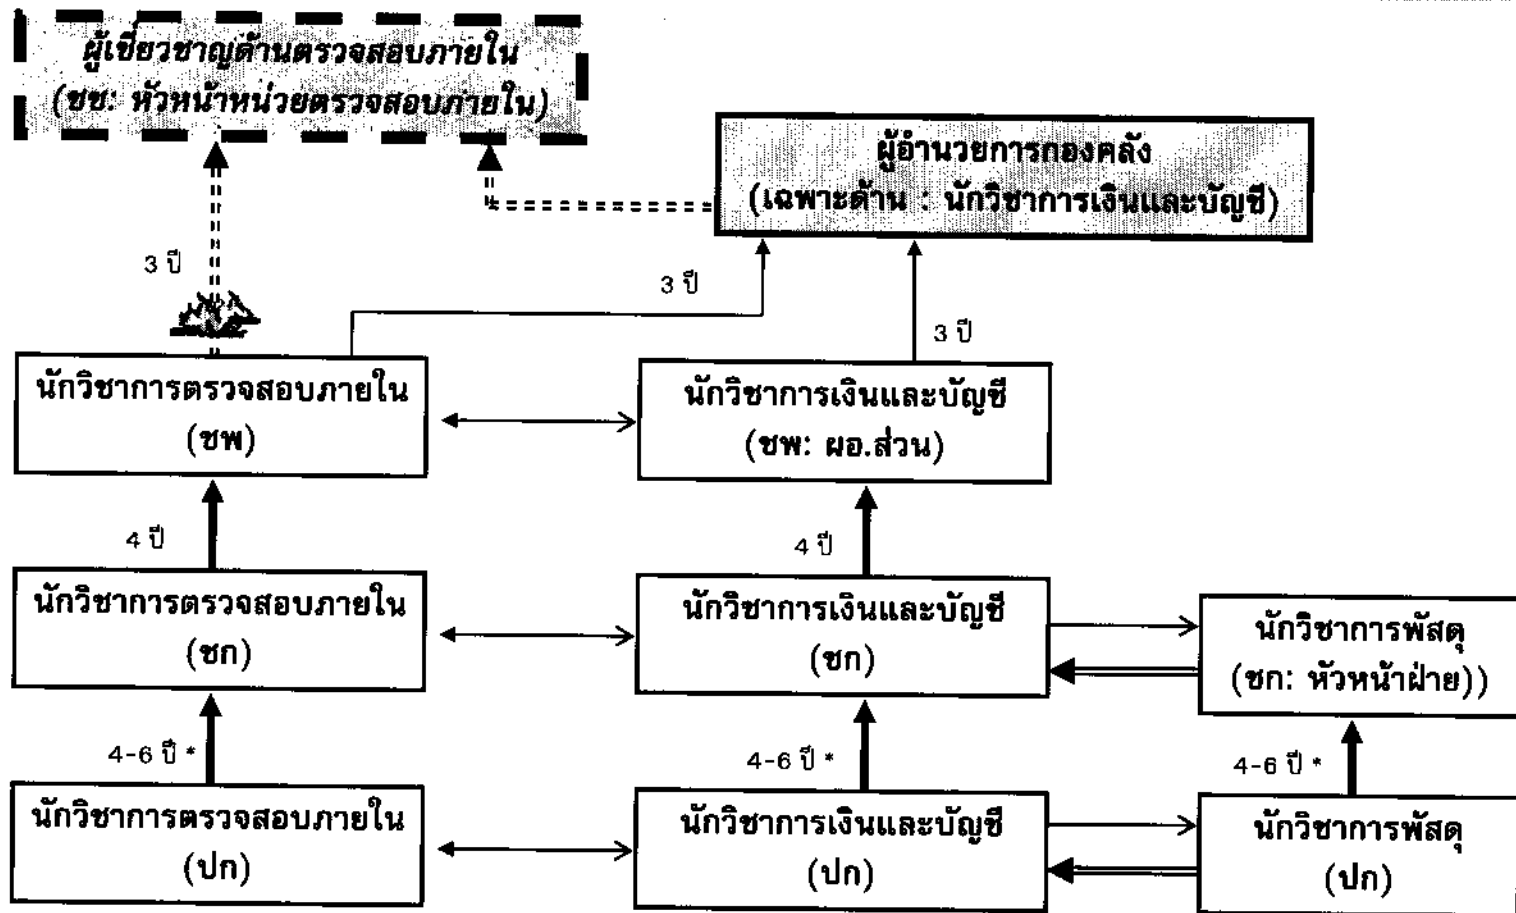 ผู้เชี่ยวชาญด้านตรวจสอบภายใน
(ชช: หัวหน้าหน่วยตรวจสอบภายใน)
ผู้อำนวยการกองคลัง
(เฉพาะด้าน : นักวิชาการเงินและบัญชี)
3 ปี
3 ปี
3 ปี
นักวิชาการตรวจสอบภายใน
(ชพ)
นักวิชาการเงินและบัญชี
(ชพ: ผอ.ส่วน)
4 ปี
4 ปี
นักวิชาการตรวจสอบภายใน
(ชก)
นักวิชาการเงินและบัญชี
(ชก)
นักวิชาการพัสดุ
(ชก: หัวหน้าฝ่าย))
4-6 ปี *
4-6 ปี *
4-6 ปี *
นักวิชาการตรวจสอบภายใน
(ปก)
นักวิชาการเงินและบัญชี
(ปก)
นักวิชาการพัสดุ
(ปก)